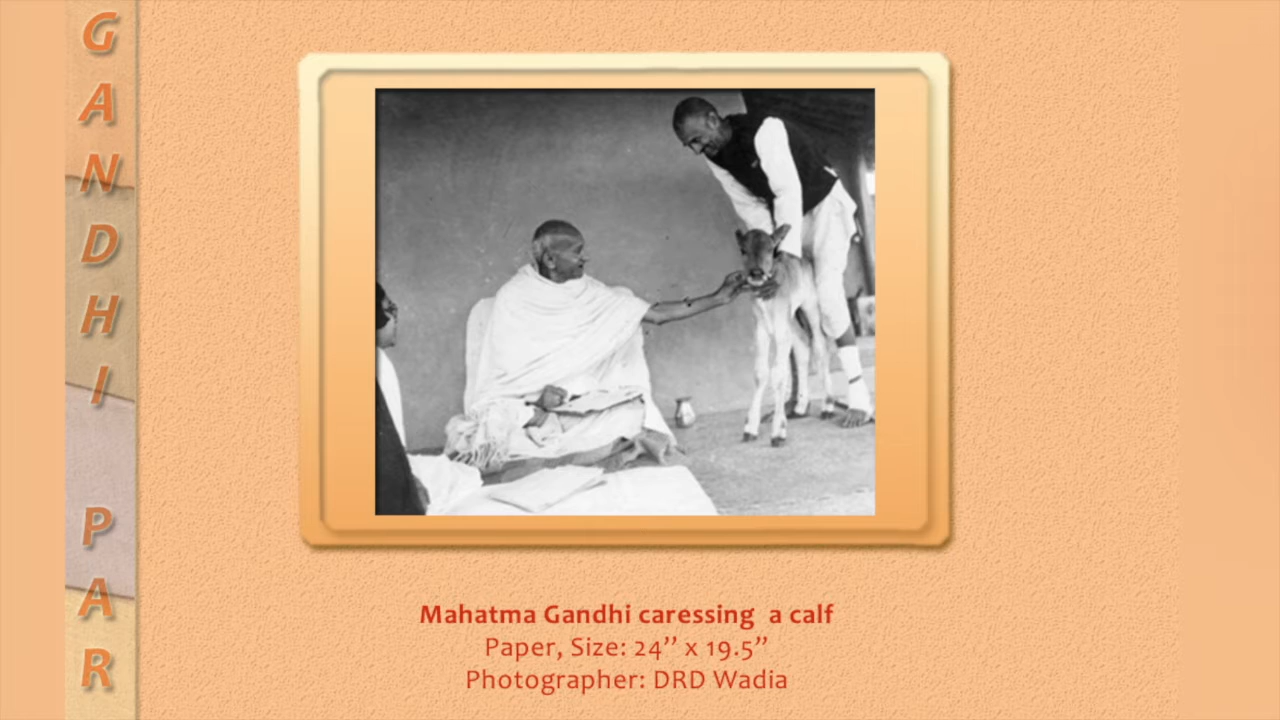 GANDHI PAR
Mahatma Gandhi caressing  a calf
Paper, Size: 24” x 19.5”
Photographer: DRD Wadia